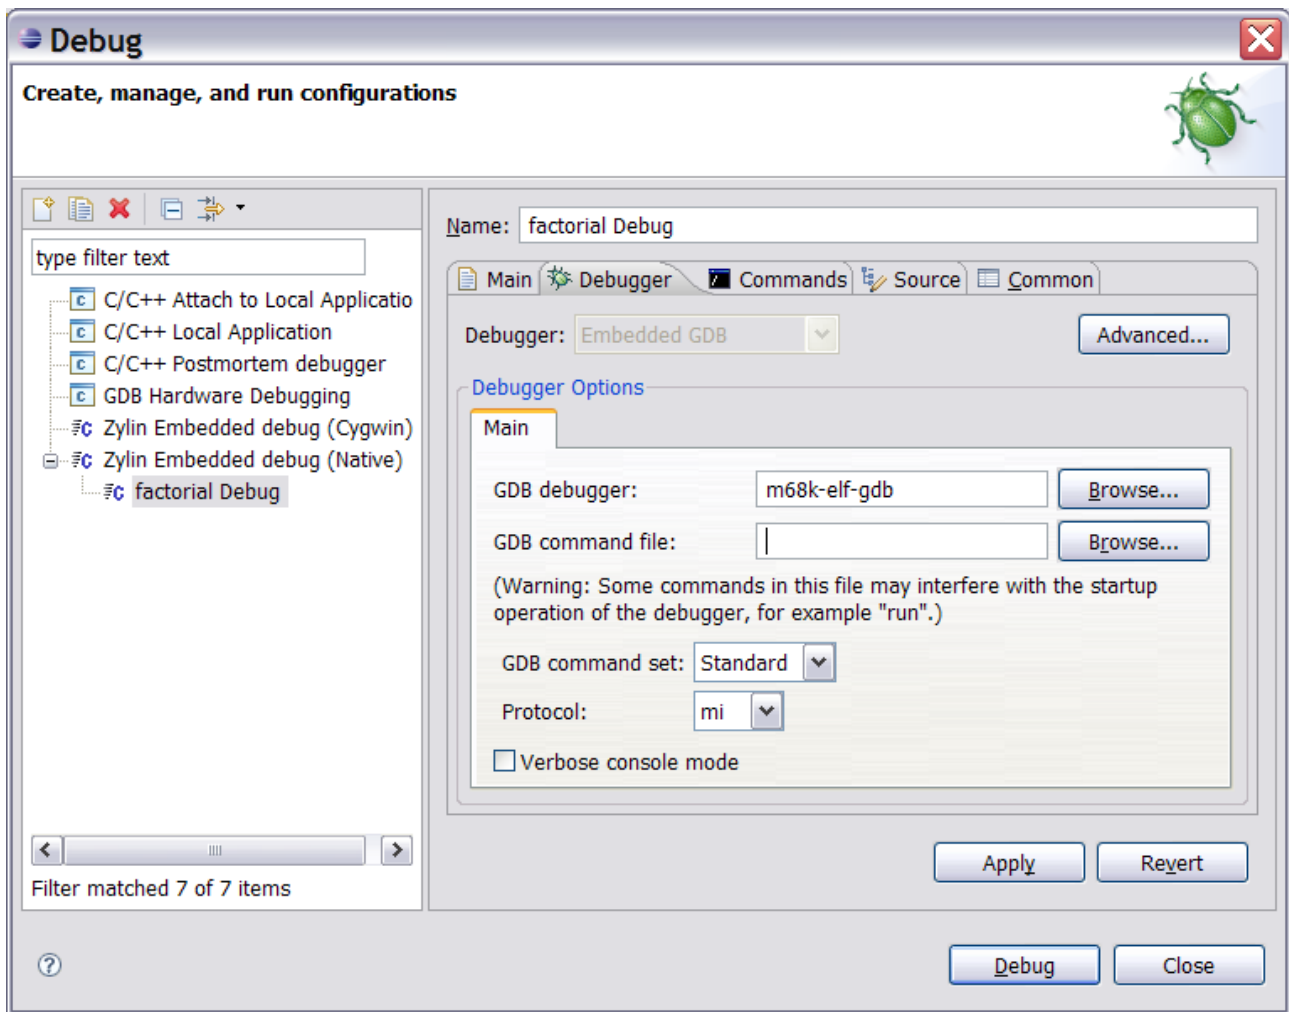 Debug
Create, manage, and run configurations
type filter text
C/C++ Attach to Local Applicatio
C/C++ Local Application
C/C++ Postmortem debugger
GDB Hardware Debugging
Zylin Embedded debug (Cygwin)
Zylin Embedded debug (Native)
factorial Debug
Filter matched 7 of 7 items
Name: factorial Debug
Main Debugger Commands Source Common
Debugger: Embedded GDB Advanced...
Debugger Options
Main
GDB debugger: m68k-elf-gdb Browse...
GDB command file: Browse...
(Warning: Some commands in this file may interfere with the startup
operation of the debugger, for example "run".)
GDB command set: Standard
Protocol: mi
Verbose console mode
Apply Revert
Debug Close